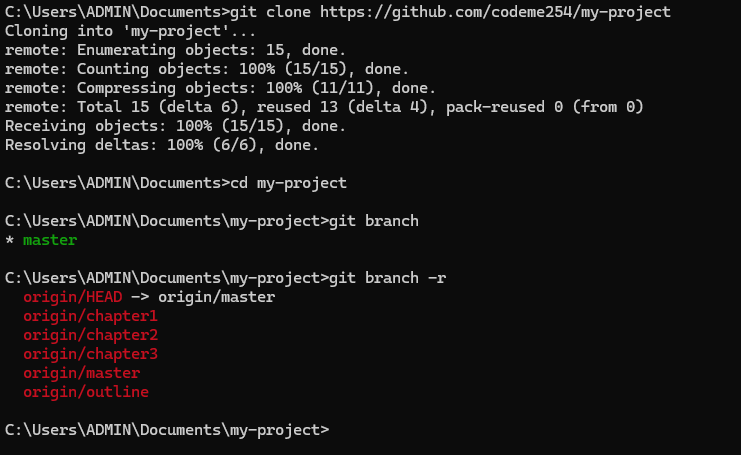 C:\Users\ADMIN\Documents>git clone https://github.com/codeme254/my-project
Cloning into 'my-project'...
remote: Enumerating objects: 15, done.
remote: Counting objects: 100% (15/15), done.
remote: Compressing objects: 100% (11/11), done.
remote: Total 15 (delta 6), reused 13 (delta 4), pack-reused 0 (from 0)
Receiving objects: 100% (15/15), done.
Resolving deltas: 100% (6/6), done.
C:\Users\ADMIN\Documents>cd my-project
C:\Users\ADMIN\Documents\my-project>git branch
* master
C:\Users\ADMIN\Documents\my-project>git branch -r
origin/HEAD -> origin/master
origin/chapter1
origin/chapter2
origin/chapter3
origin/master
origin/outline
C:\Users\ADMIN\Documents\my-project>